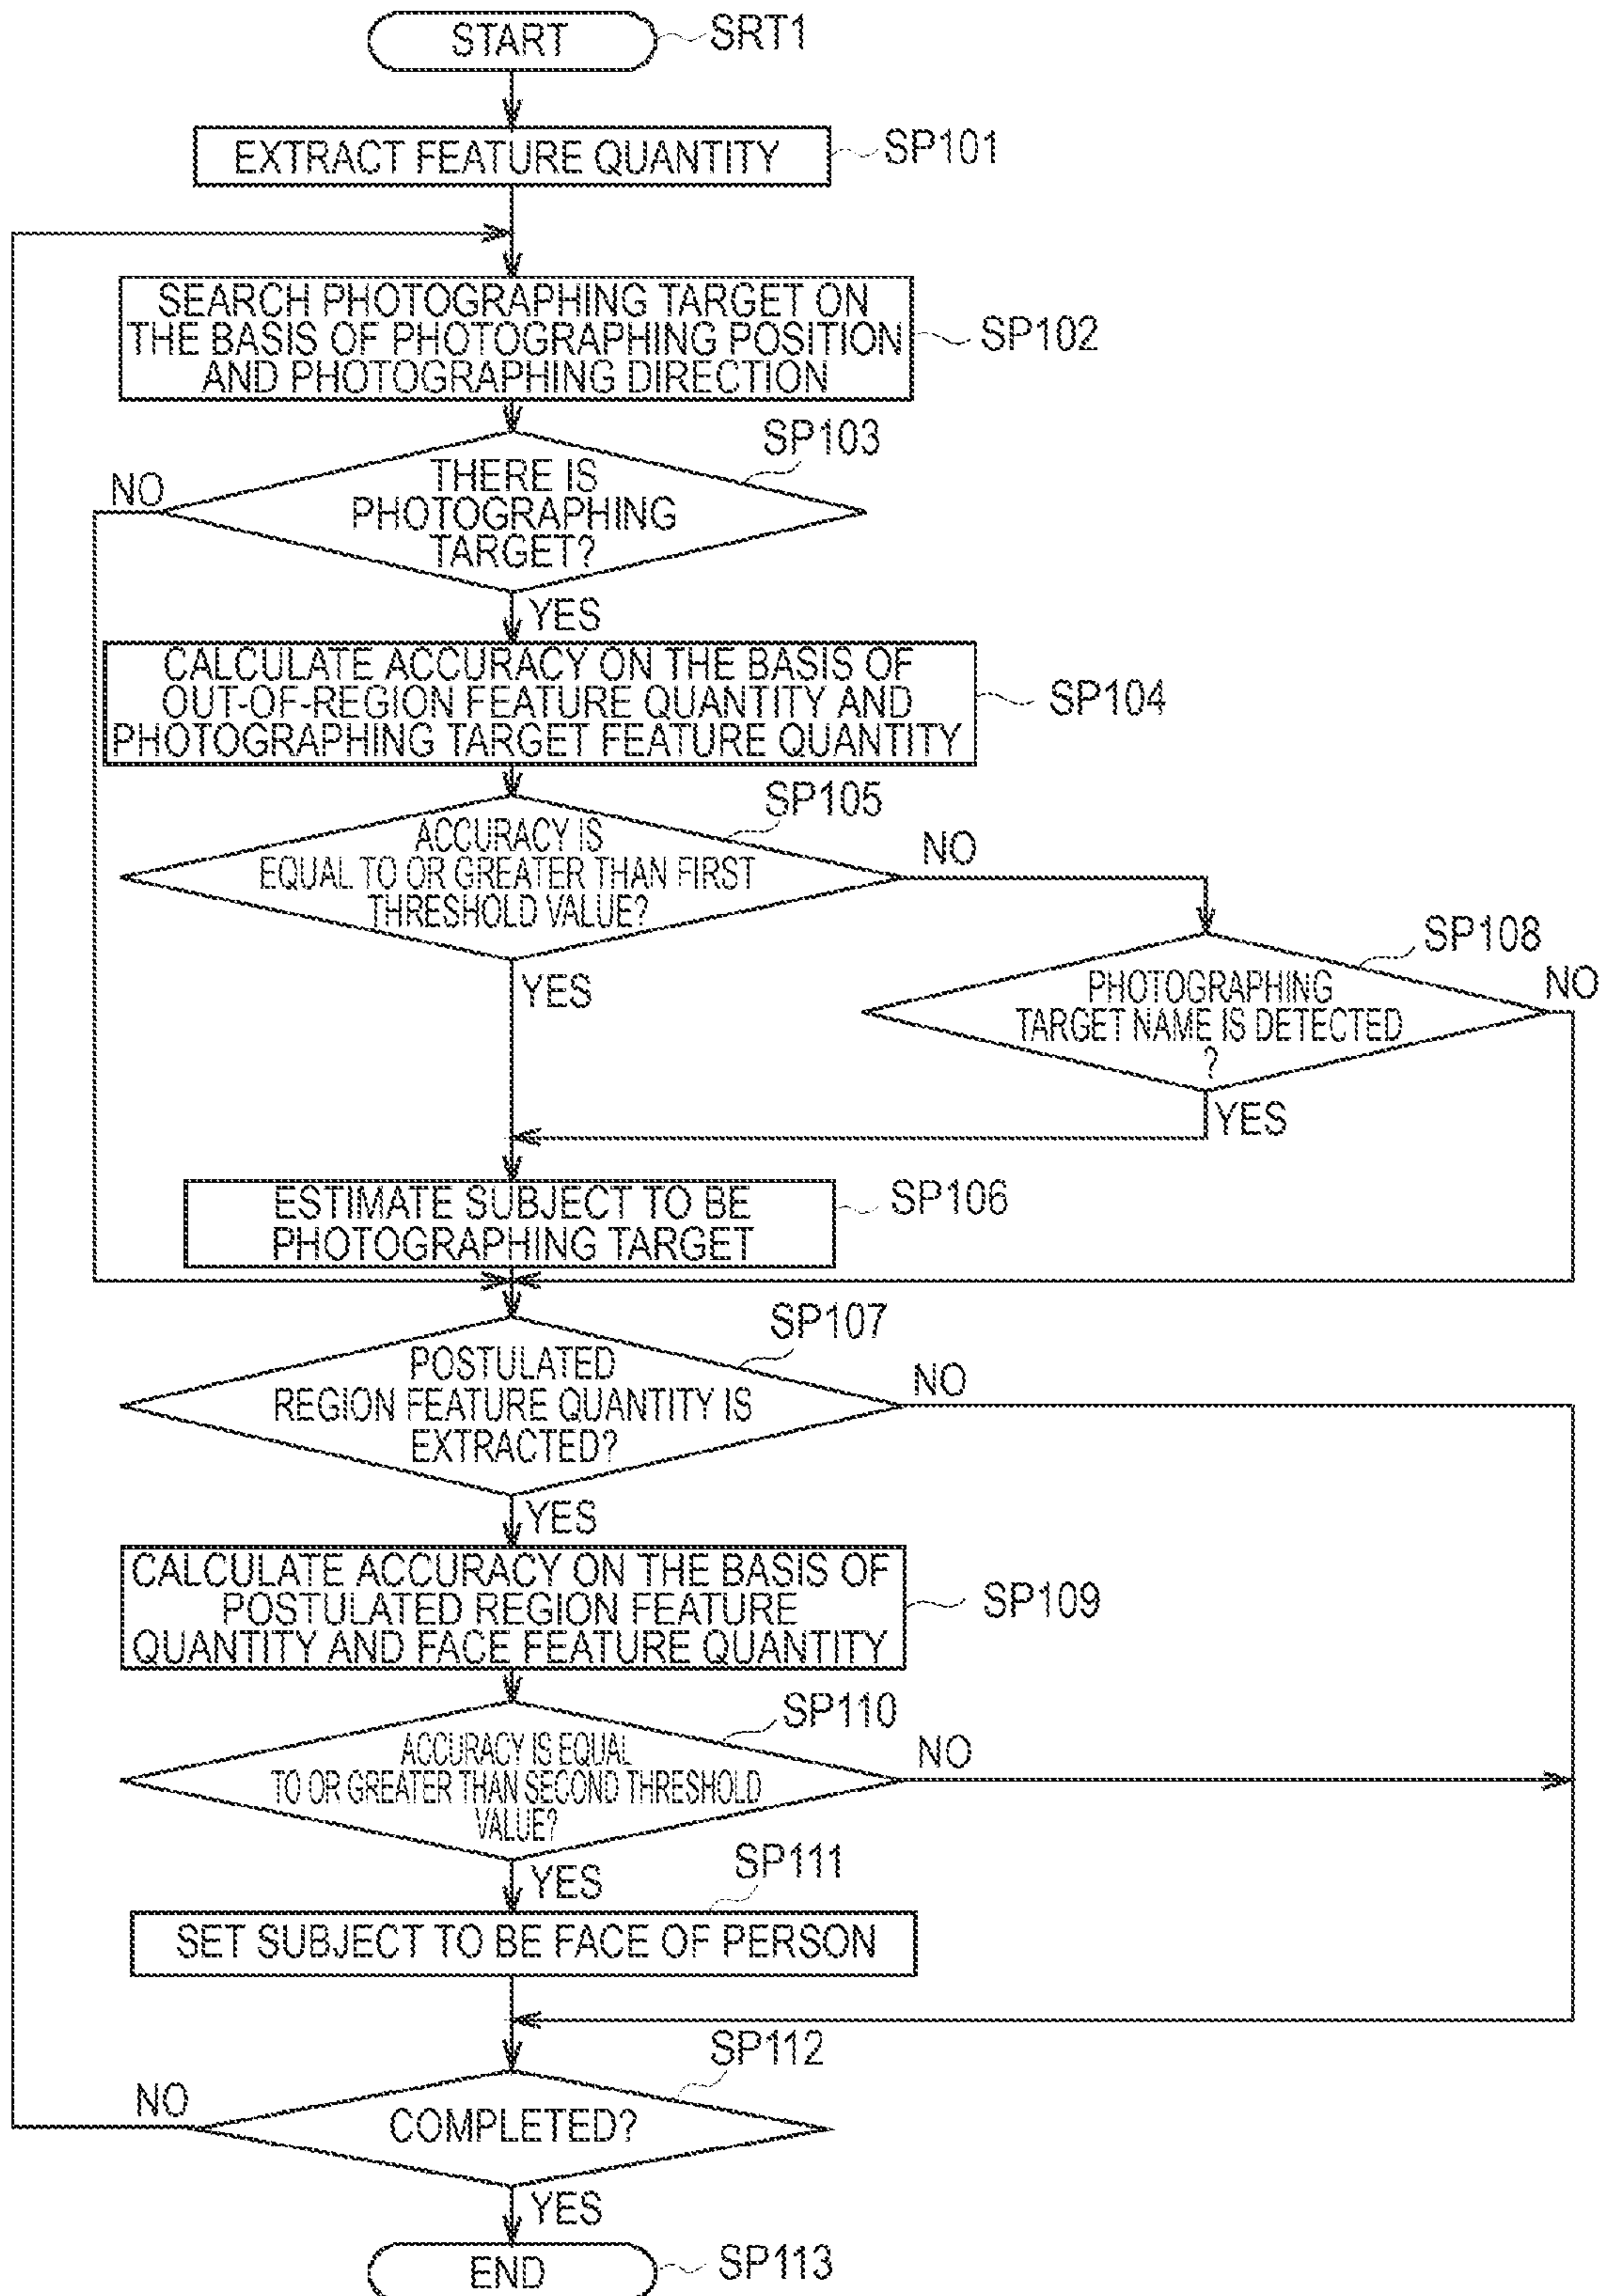 START
SRT1
EXTRACT FEATURE QUANTITY
SP101
SEARCH PHOTOGRAPHING TARGET ON
THE BASIS OF PHOTOGRAPHING POSITION
AND PHOTOGRAPHING DIRECTION
SP102
SP103
THERE IS
PHOTOGRAPHING
TARGET?
NO
YES
CALCULATE ACCURACY ON THE BASIS OF
OUT-OF-REGION FEATURE QUANTITY AND
PHOTOGRAPHING TARGET FEATURE QUANTITY
SP104
SP105
ACCURACY IS
EQUAL TO OR GREATER THAN FIRST
THRESHOLD VALUE?
NO
YES
SP108
PHOTOGRAPHING
TARGET NAME IS DETECTED
?
NO
YES
ESTIMATE SUBJECT TO BE
PHOTOGRAPHING TARGET
SP106
SP107
POSTULATED
REGION FEATURE QUANTITY IS
EXTRACTED?
NO
YES
CALCULATE ACCURACY ON THE BASIS OF
POSTULATED REGION FEATURE
QUANTITY AND FACE FEATURE QUANTITY
SP109
SP110
ACCURACY IS EQUAL
TO OR GREATER THAN SECOND THRESHOLD
VALUE?
NO
YES
SP111
SET SUBJECT TO BE FACE OF PERSON
SP112
COMPLETED?
NO
YES
END
SP113